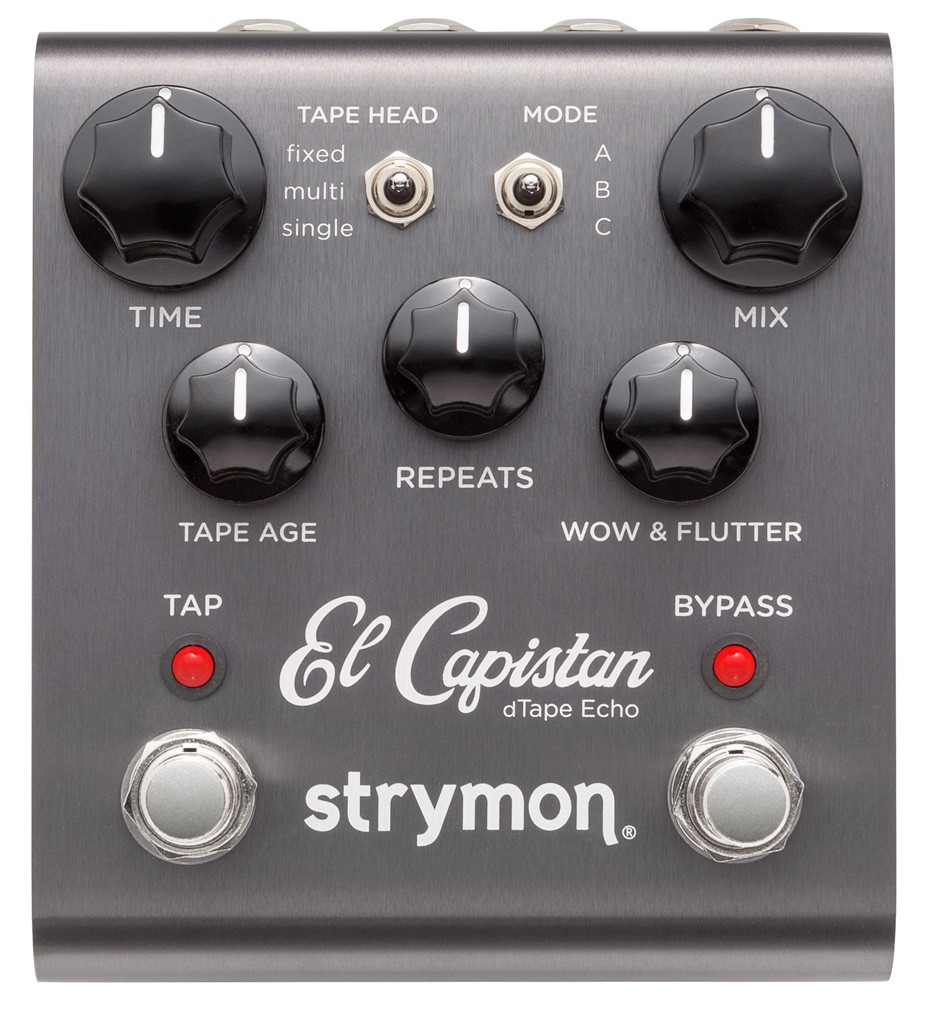 TAPE HEAD
fixed
multi
single
MODE
A
B
C
TIME
MIX
REPEATS
TAPE AGE
WOW & FLUTTER
TAP
BYPASS
El Capistan
dTape Echo
strymon®